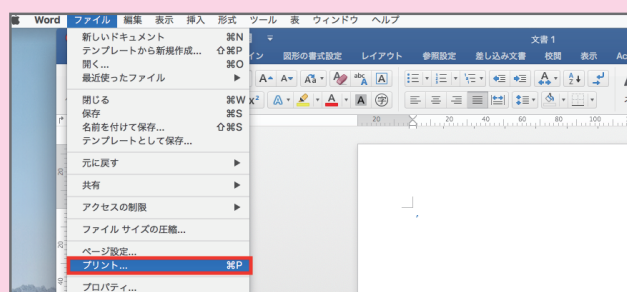 Word ファイル 編集 表示 挿入 形式 ツール 表 ウィンドウ ヘルプ
文書 1
新しいドキュメント ⌘N
テンプレートから新規作成... ⇧⌘P
イン 図形の書式設定 レイアウト 参照設定 差し込み文書 校閲 表示 Ac
開く... ⌘O
最近使ったファイル ▶
閉じる ⌘W
保存 ⌘S
名前を付けて保存... ⇧⌘S
テンプレートとして保存...
20 20 40 60 80 100
元に戻す ▶
共有 ▶
アクセスの制限 ▶
ファイル サイズの圧縮...
ページ設定...
プリント... ⌘P
プロパティ...